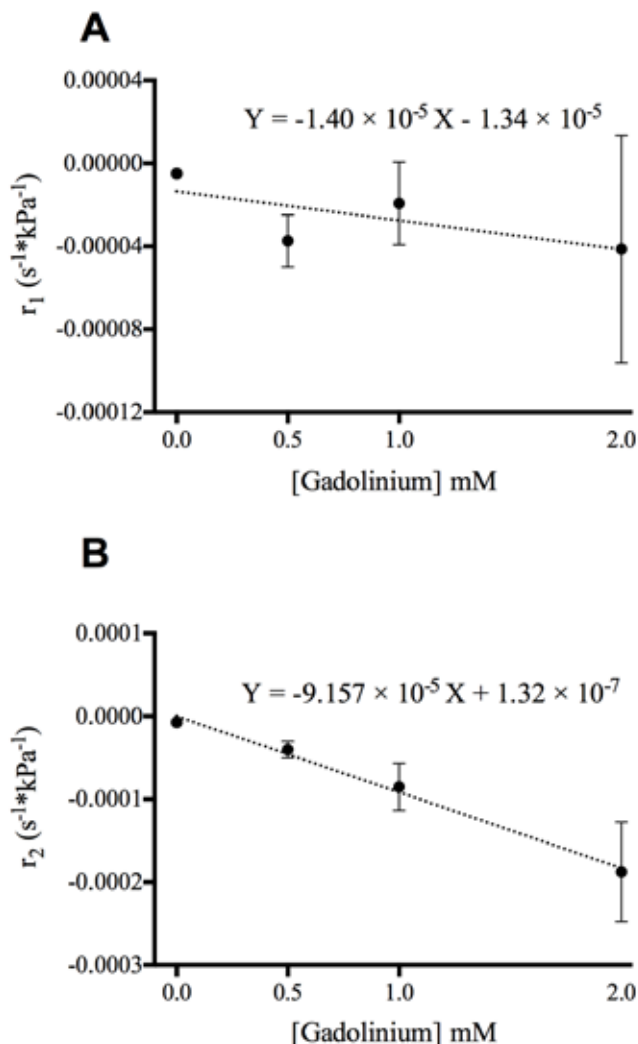 A
0.00004
Y = -1.40 × 10⁻⁵ X - 1.34 × 10⁻⁵
0.00000
-0.00004
-0.00008
-0.00012
r₁ (s⁻¹*kPa⁻¹)
0.0 0.5 1.0 2.0
[Gadolinium] mM
B
0.0001
Y = -9.157 × 10⁻⁵ X + 1.32 × 10⁻⁷
0.0000
-0.0001
-0.0002
-0.0003
r₂ (s⁻¹*kPa⁻¹)
0.0 0.5 1.0 2.0
[Gadolinium] mM